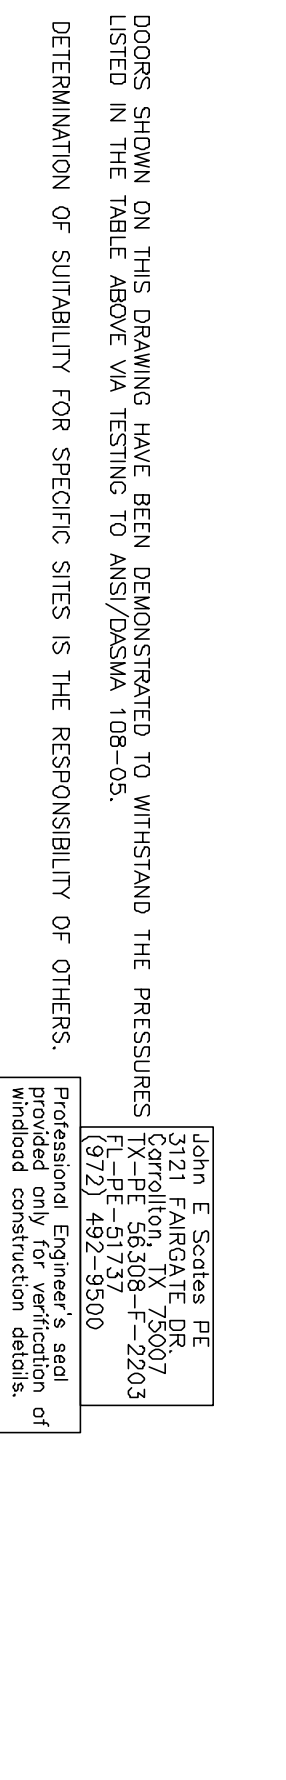 DOORS SHOWN ON THIS DRAWING HAVE BEEN DEMONSTRATED TO WITHSTAND THE PRESSURES
LISTED IN THE TABLE ABOVE VIA TESTING TO ANSI/DASMA 108-05.
DETERMINATION OF SUITABILITY FOR SPECIFIC SITES IS THE RESPONSIBILITY OF OTHERS.
John E Scates PE
3121 FAIRGATE DR.
Carrollton, TX 75007
TX-PE 56308-F-2203
FL-PE-51737
(972) 492-9500
Professional Engineer's seal
provided only for verification of
windload construction details.